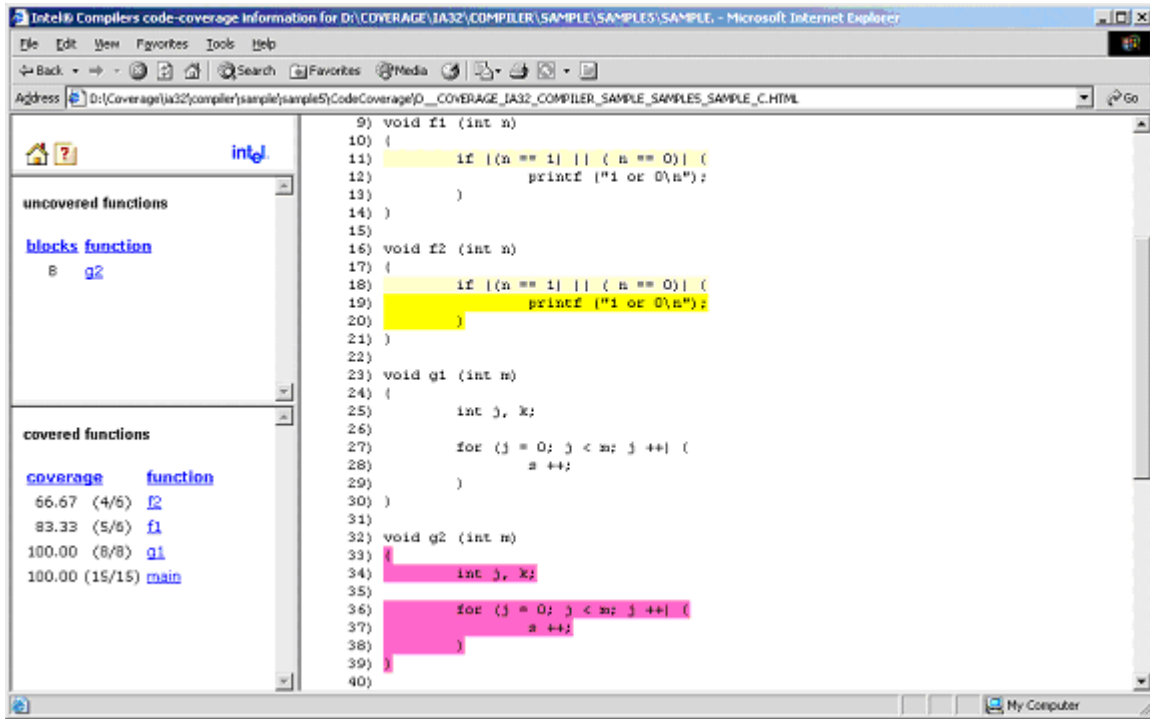 Intel® Compilers code-coverage information for D:\COVERAGE\IA32\COMPILER\SAMPLE\SAMPLE5\SAMPLE. - Microsoft Internet Explorer
File Edit View Favorites Tools Help
Back Search Favorites Media
Address D:\Coverage\ia32\compiler\sample\sample5\CodeCoverage\D__COVERAGE_IA32_COMPILER_SAMPLE_SAMPLE5_SAMPLE_C.HTML Go
intel.
uncovered functions
blocks function
8 g2
covered functions
coverage function
66.67 (4/6) f2
83.33 (5/6) f1
100.00 (8/8) g1
100.00 (15/15) main
9) void f1 (int n)
10) {
11) if ((n == 1) || ( n == 0)) {
12) printf ("1 or 0\n");
13) }
14) }
15)
16) void f2 (int n)
17) {
18) if ((n == 1) || ( n == 0)) {
19) printf ("1 or 0\n");
20) }
21) }
22)
23) void g1 (int m)
24) {
25) int j, k;
26)
27) for (j = 0; j < m; j ++) {
28) s ++;
29) }
30) }
31)
32) void g2 (int m)
33) {
34) int j, k;
35)
36) for (j = 0; j < m; j ++) {
37) s ++;
38) }
39) }
40)
My Computer